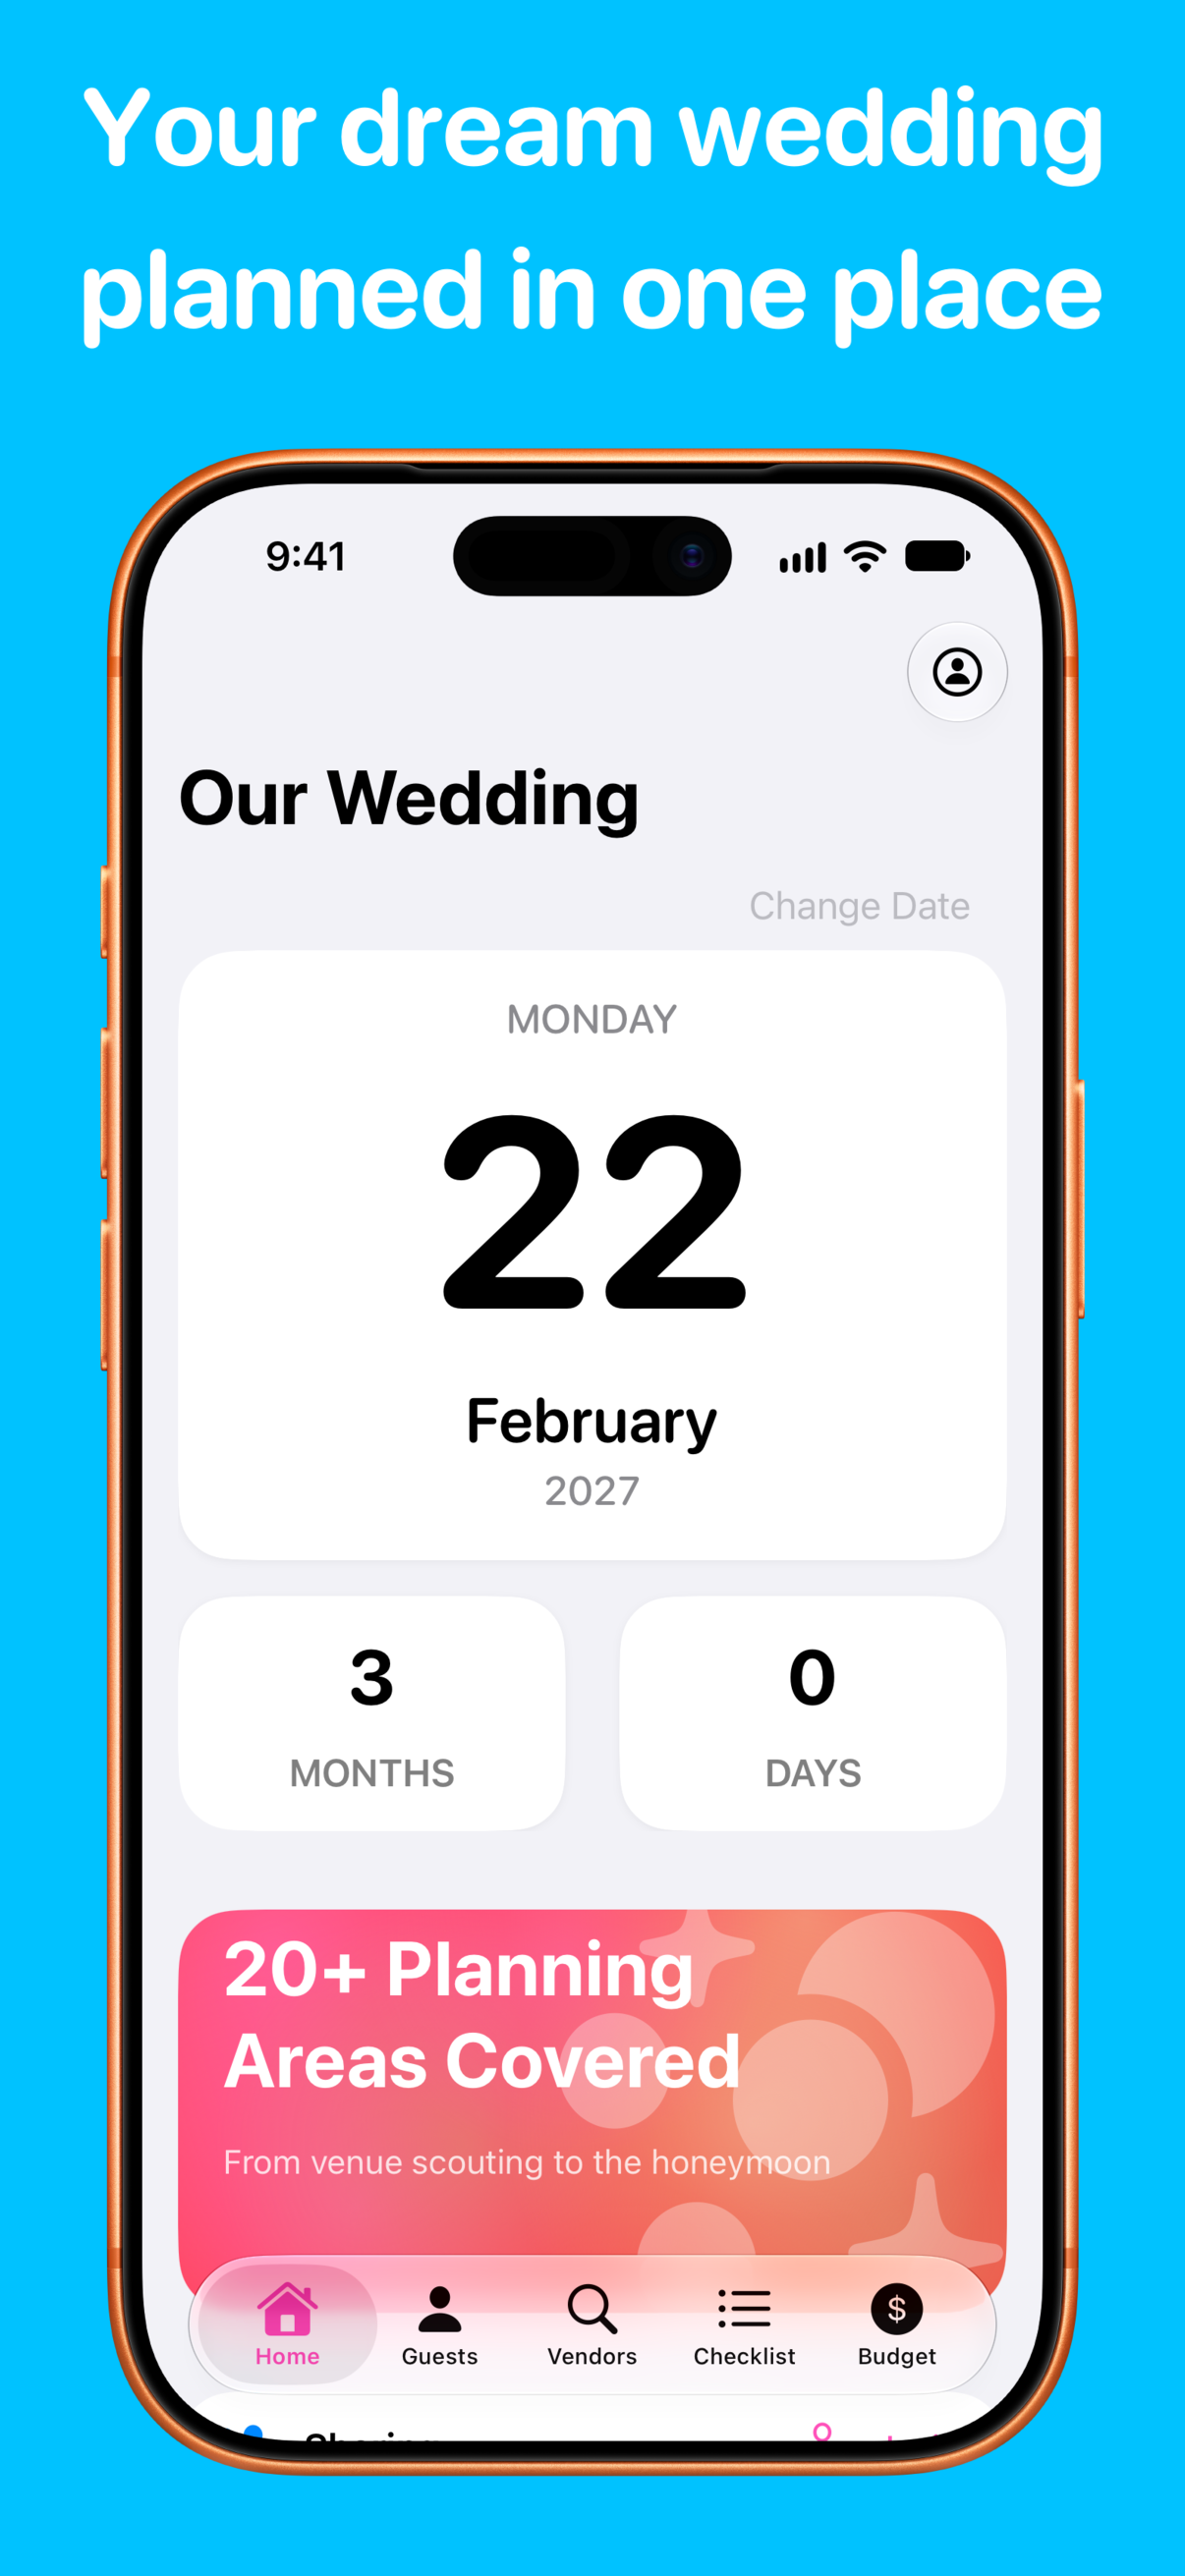 Your dream wedding
planned in one place
9:41
Our Wedding
Change Date
MONDAY
22
February
2027
3
MONTHS
0
DAYS
20+ Planning
Areas Covered
From venue scouting to the honeymoon
Home
Guests
Vendors
Checklist
Budget
Sharing